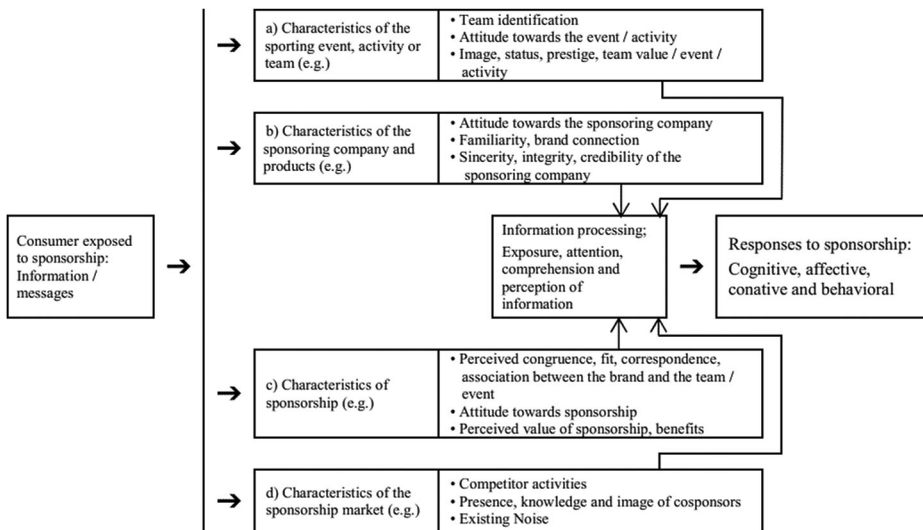 a) Characteristics of the
sporting event, activity or
team (e.g.)
• Team identification
• Attitude towards the event / activity
• Image, status, prestige, team value / event /
activity
b) Characteristics of the
sponsoring company and
products (e.g.)
• Attitude towards the sponsoring company
• Familiarity, brand connection
• Sincerity, integrity, credibility of the
sponsoring company
Consumer exposed
to sponsorship:
Information /
messages
Information processing;
Exposure, attention,
comprehension and
perception of
information
Responses to sponsorship:
Cognitive, affective,
conative and behavioral
c) Characteristics of
sponsorship (e.g.)
• Perceived congruence, fit, correspondence,
association between the brand and the team /
event
• Attitude towards sponsorship
• Perceived value of sponsorship, benefits
d) Characteristics of the
sponsorship market (e.g.)
• Competitor activities
• Presence, knowledge and image of cosponsors
• Existing Noise